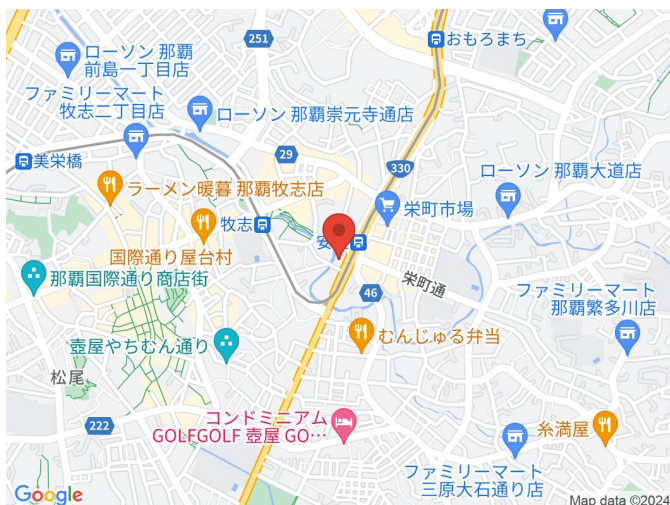 251
おもろまち
ローソン 那覇
前島一丁目店
ファミリーマート
牧志二丁目店
ローソン 那覇崇元寺通店
29
330
美栄橋
ラーメン暖暮 那覇牧志店
ローソン 那覇大道店
栄町市場
牧志
安
国際通り屋台村
那覇国際通り商店街
栄町通
46
ファミリーマート
那覇繁多川店
むんじゅる弁当
壺屋やちむん通り
松尾
222
コンドミニアム
GOLFGOLF 壺屋 GO…
糸満屋
ファミリーマート
三原大石通り店
Google
Map data ©2024